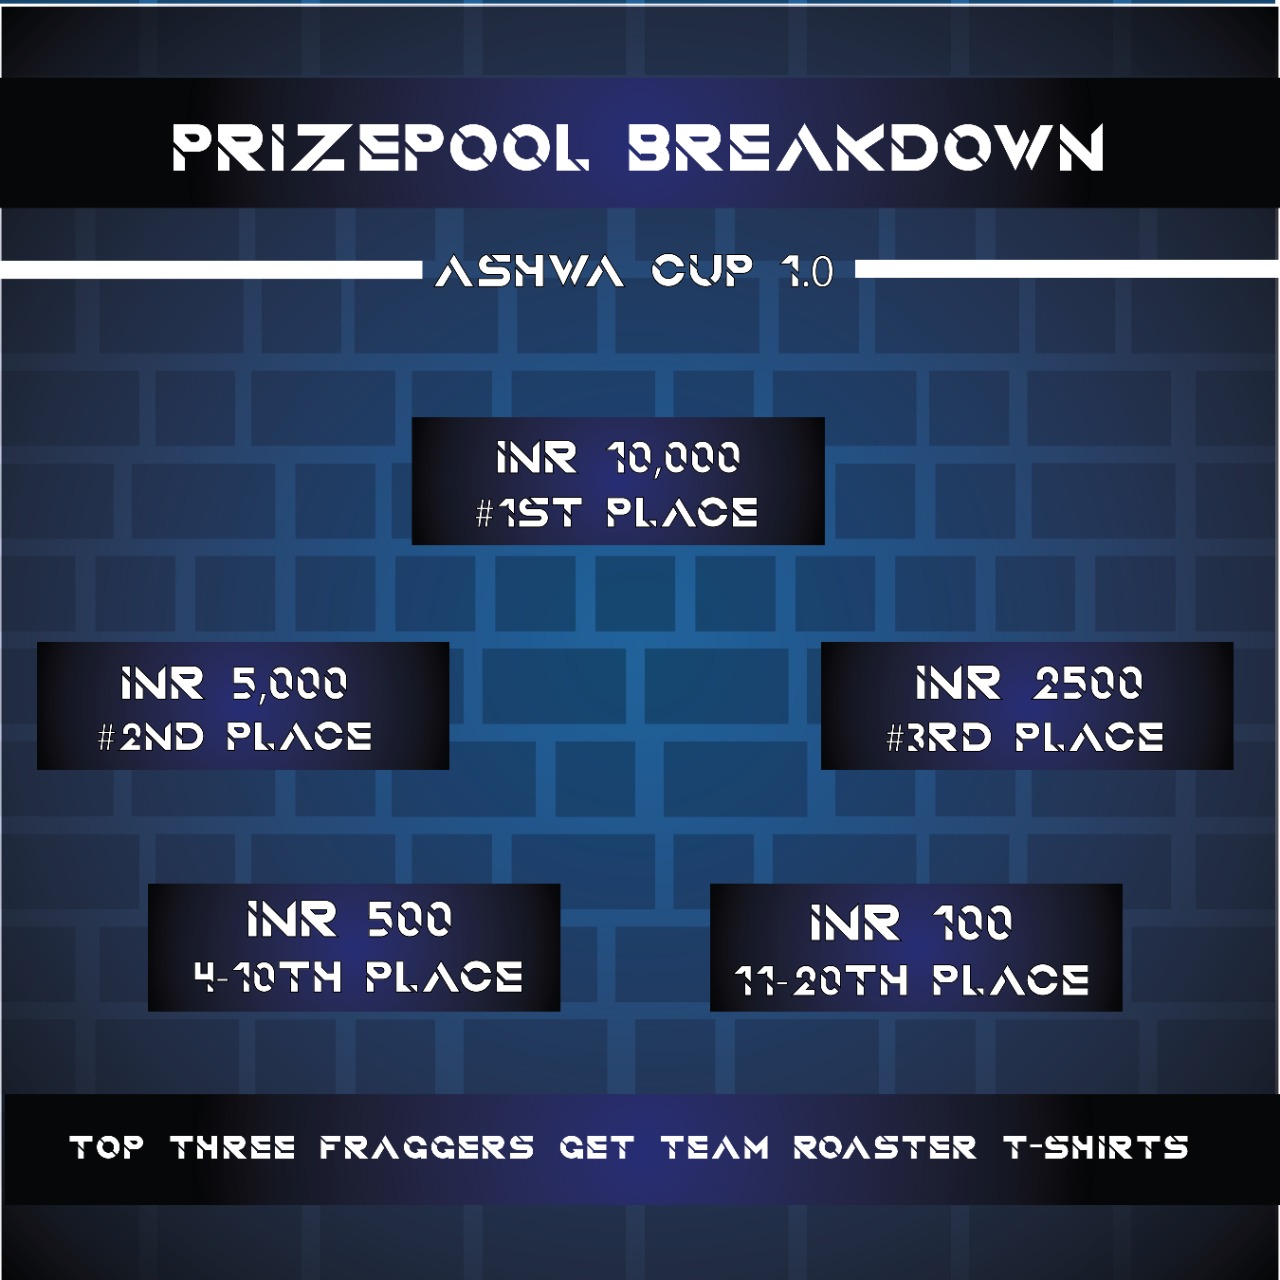 PRIZEPOOL BREAKDOWN
ASHWA CUP 1.0
INR 10,000
#1ST PLACE
INR 5,000
#2ND PLACE
INR 2500
#3RD PLACE
INR 500
4-10TH PLACE
INR 100
11-20TH PLACE
TOP THREE FRAGGERS GET TEAM ROASTER T-SHIRTS